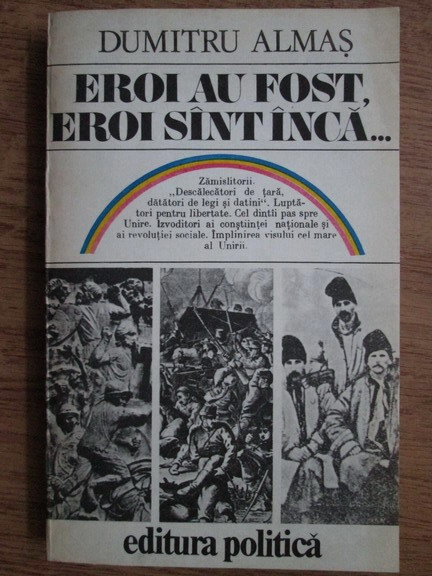 DUMITRU ALMAȘ
EROI AU FOST,
EROI SÎNT ÎNCĂ...
Zămislitorii.
„Descălecători de țară,
dătători de legi și datini“. Luptă-
tori pentru libertate. Cel dintîi pas spre
Unire. Izvoditori ai conștiinței naționale și
ai revoluției sociale. Împlinirea visului cel mare
al Unirii.
editura politică